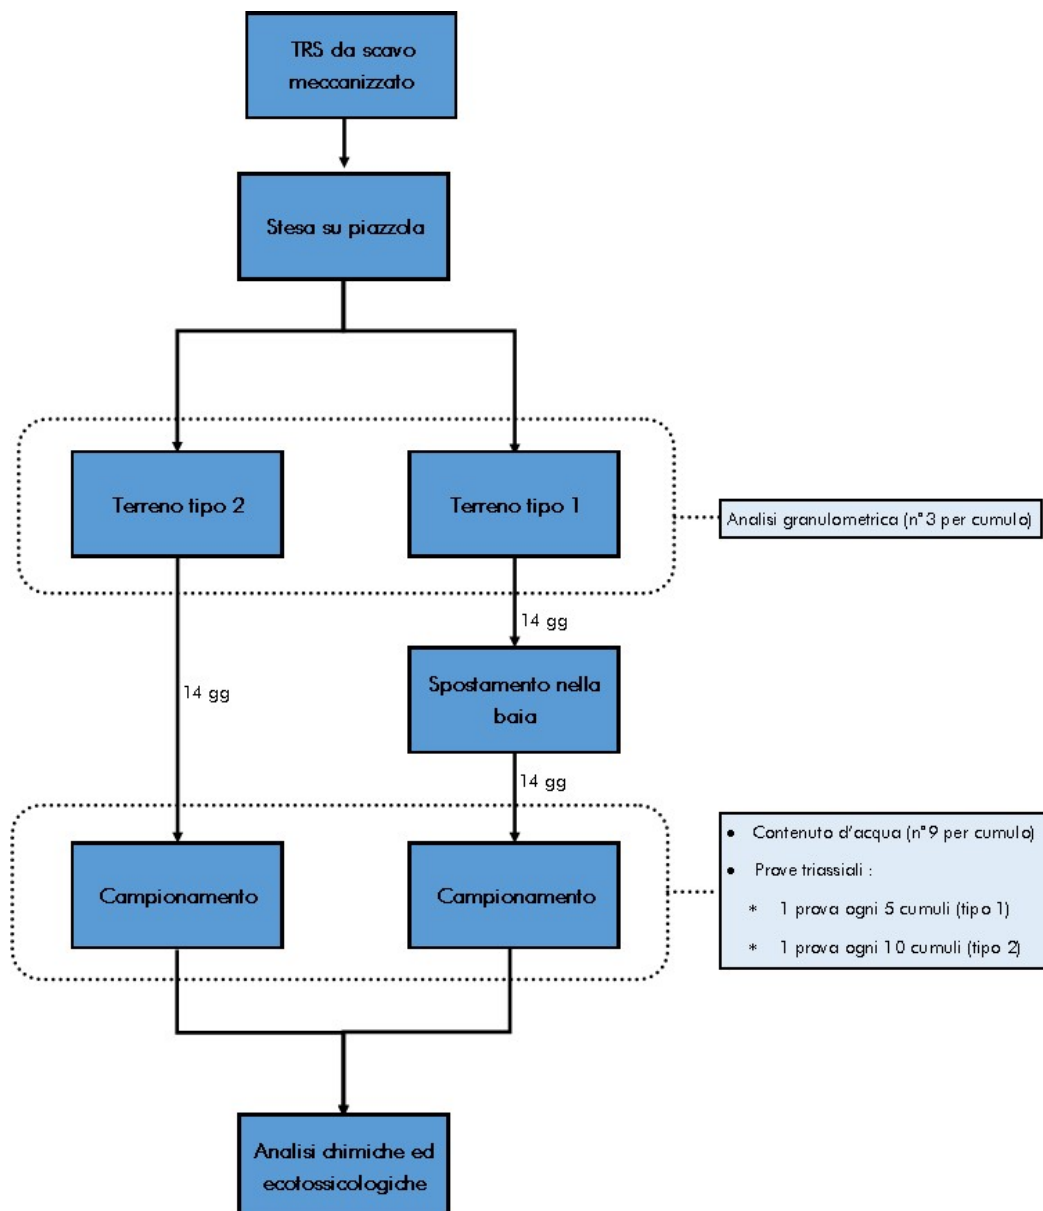 TRS da scavo
meccanizzato
Stesa su piazzola
Terreno tipo 2
Terreno tipo 1
Analisi granulometrica (n°3 per cumulo)
14 gg
14 gg
Spostamento nella
baia
14 gg
Campionamento
Campionamento
• Contenuto d'acqua (n°9 per cumulo)
• Prove triassiali :
* 1 prova ogni 5 cumuli (tipo 1)
* 1 prova ogni 10 cumuli (tipo 2)
Analisi chimiche ed
ecotossicologiche